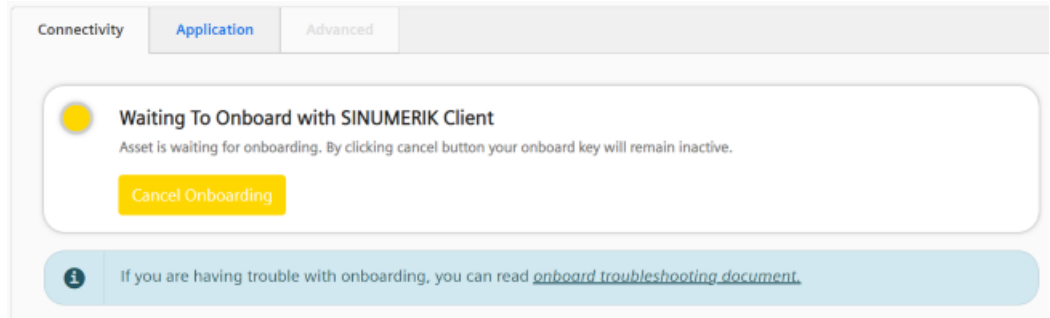 Connectivity
Application
Advanced
Waiting To Onboard with SINUMERIK Client
Asset is waiting for onboarding. By clicking cancel button your onboard key will remain inactive.
Cancel Onboarding
If you are having trouble with onboarding, you can read onboard troubleshooting document.